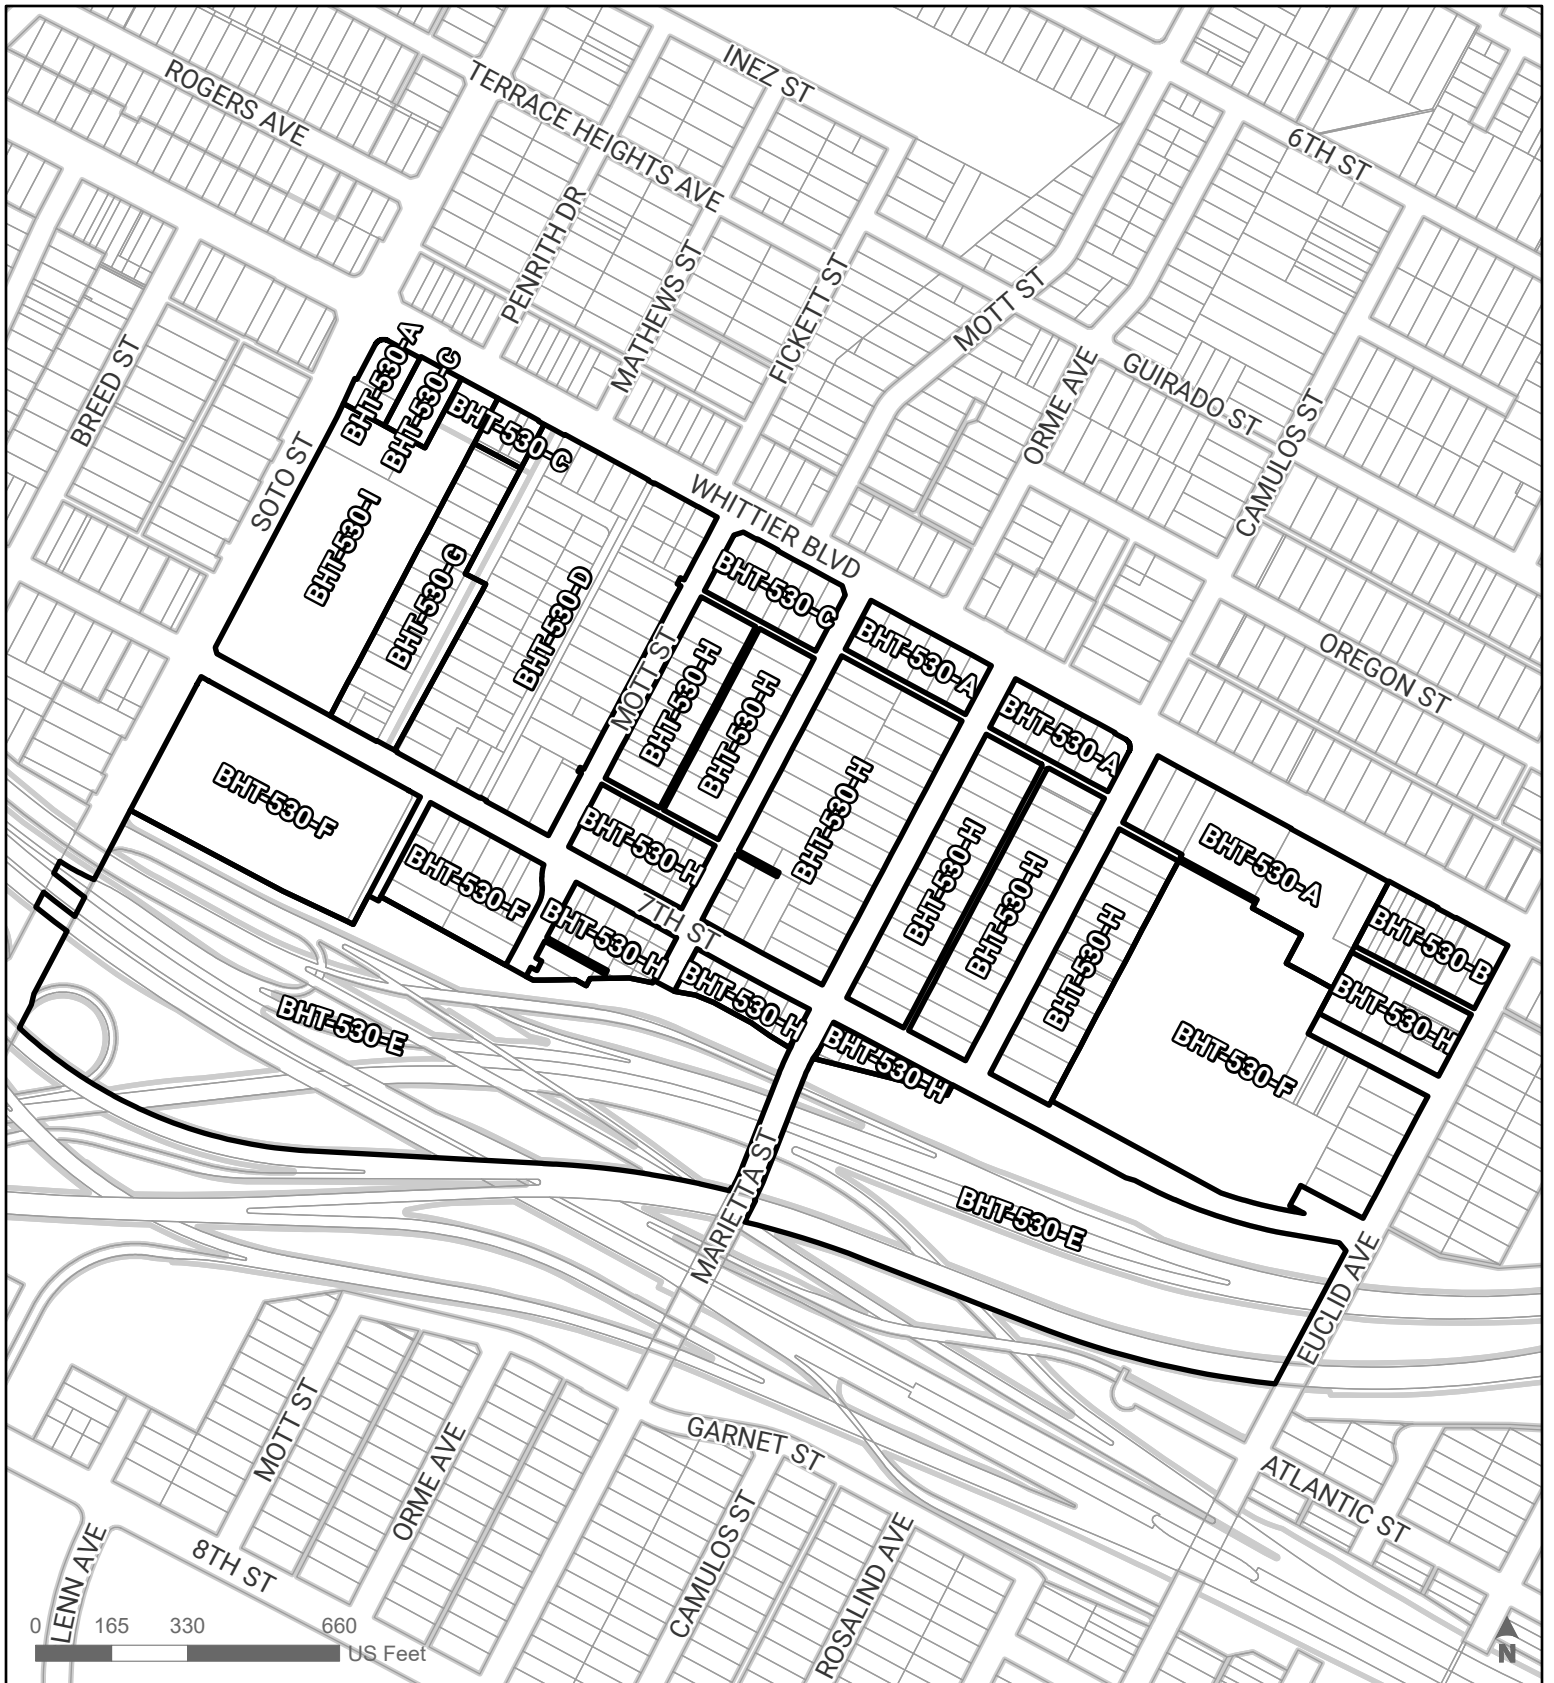 INEZ ST
ROGERS AVE
TERRACE HEIGHTS AVE
6TH ST
PENRITH DR
MATHEWS ST
FICKETT ST
MOTT ST
BREED ST
ORME AVE
GUIRADO ST
CAMULOS ST
SOTO ST
BHT-530-A
BHT-530-C
BHT-530-C
WHITTIER BLVD
BHT-530-I
BHT-530-G
BHT-530-D
BHT-530-C
MOTT ST
BHT-530-H
BHT-530-H
BHT-530-A
BHT-530-A
OREGON ST
BHT-530-F
BHT-530-F
BHT-530-H
BHT-530-H
BHT-530-H
BHT-530-H
BHT-530-A
7TH ST
BHT-530-H
BHT-530-H
BHT-530-H
BHT-530-B
BHT-530-H
BHT-530-E
BHT-530-H
BHT-530-F
MARIETTA ST
BHT-530-E
EUCLID AVE
MOTT ST
ORME AVE
GARNET ST
ATLANTIC ST
LENN AVE
8TH ST
CAMULOS ST
ROSALIND AVE
0 165 330 660
US Feet
N